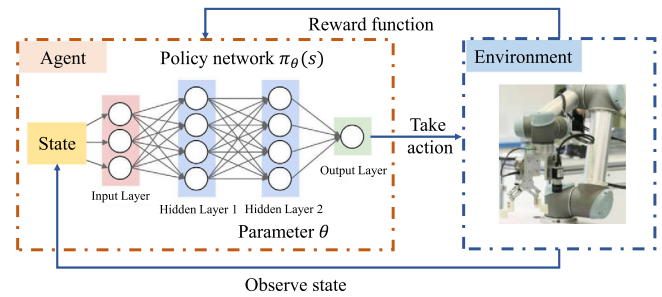 Reward function
Agent
Policy network π_θ(s)
Environment
State
Take
action
Input Layer
Output Layer
Hidden Layer 1
Hidden Layer 2
Parameter θ
Observe state